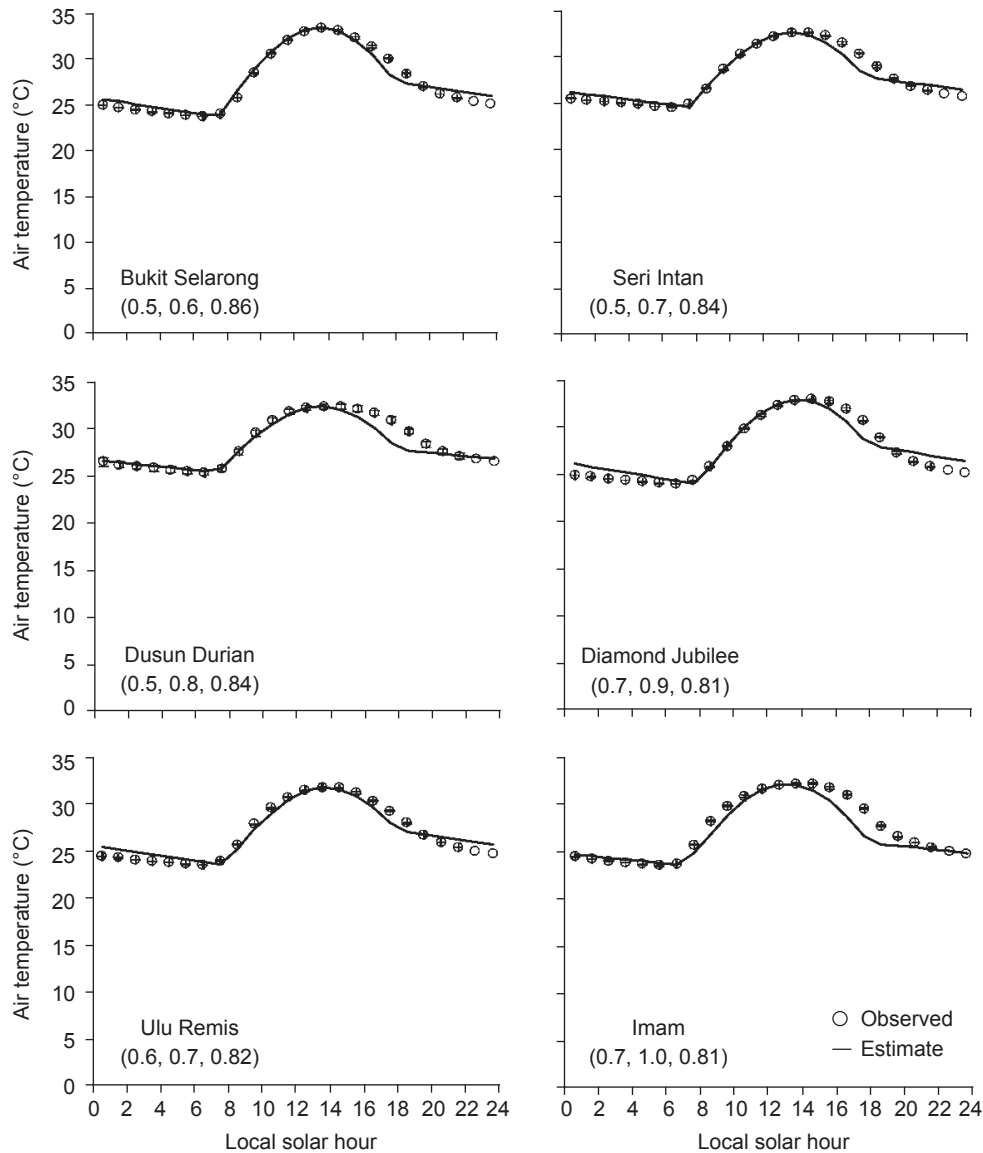 35
30
25
20
15
10
5
0
Air temperature (°C)
Bukit Selarong
(0.5, 0.6, 0.86)
Seri Intan
(0.5, 0.7, 0.84)
35
30
25
20
15
10
5
0
Air temperature (°C)
Dusun Durian
(0.5, 0.8, 0.84)
Diamond Jubilee
(0.7, 0.9, 0.81)
35
30
25
20
15
10
5
0
Air temperature (°C)
Ulu Remis
(0.6, 0.7, 0.82)
Imam
(0.7, 1.0, 0.81)
Observed
Estimate
0 2 4 6 8 10 12 14 16 18 20 22 24
Local solar hour
0 2 4 6 8 10 12 14 16 18 20 22 24
Local solar hour